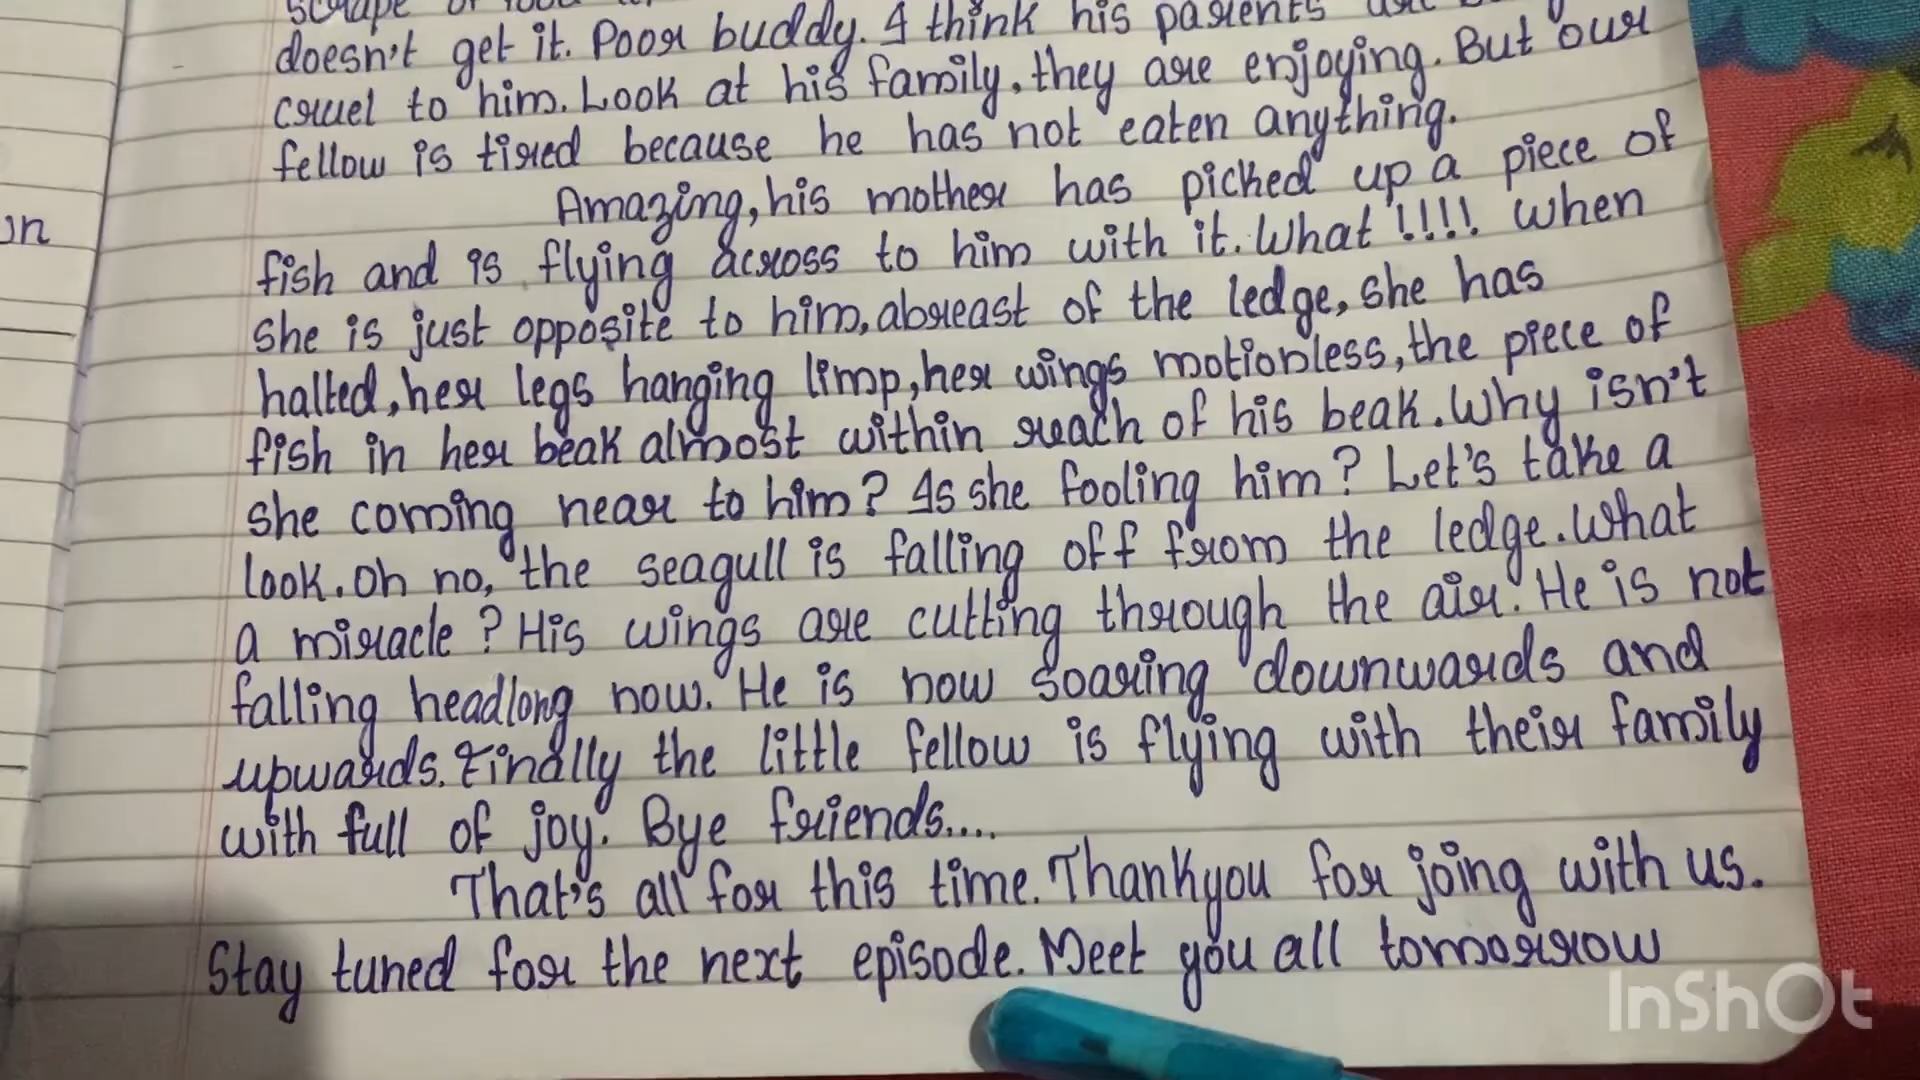 doesn't get it. Poor buddy. I think his parents
cruel to him. Look at his family, they are enjoying. But our
fellow is tired because he has not eaten anything.
Amazing, his mother has picked up a piece of
fish and is flying across to him with it. What !!!! When
she is just opposite to him, abreast of the ledge, she has
halted, her legs hanging limp, her wings motionless, the piece of
fish in her beak almost within reach of his beak. Why isn't
she coming near to him? Is she fooling him? Let's take a
look. Oh no, the seagull is falling off from the ledge. What
a miracle? His wings are cutting through the air. He is not
falling headlong now. He is now soaring downwards and
upwards. Finally the little fellow is flying with their family
with full of joy. Bye friends....
That's all for this time. Thankyou for joing with us.
Stay tuned for the next episode. Meet you all tomorrow
on
InShOt